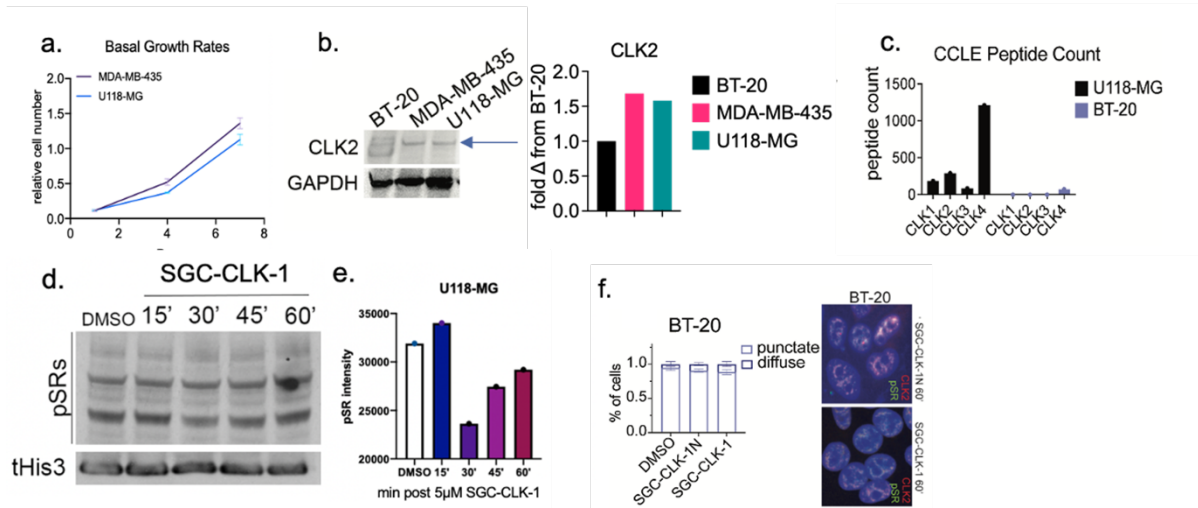 a.
Basal Growth Rates
MDA-MB-435
U118-MG
relative cell number
2.0
1.5
1.0
0.5
0.0
0 2 4 6 8
b.
BT-20
MDA-MB-435
U118-MG
CLK2
GAPDH
CLK2
fold Δ from BT-20
2.0
1.5
1.0
0.5
0.0
BT-20
MDA-MB-435
U118-MG
c.
CCLE Peptide Count
peptide count
1500
1000
500
0
CLK1 CLK2 CLK3 CLK4 CLK1 CLK2 CLK3 CLK4
U118-MG
BT-20
d.
SGC-CLK-1
DMSO 15' 30' 45' 60'
pSRs
tHis3
e.
U118-MG
pSR intensity
40000
35000
30000
25000
20000
DMSO 15' 30' 45' 60'
min post 5µM SGC-CLK-1
f.
BT-20
% of cells
1.0
0.5
0.0
DMSO
SGC-CLK-1N
SGC-CLK-1
punctate
diffuse
BT-20
CLK2
pSR
SGC-CLK-1N 60'
CLK2
pSR
SGC-CLK-1 60'